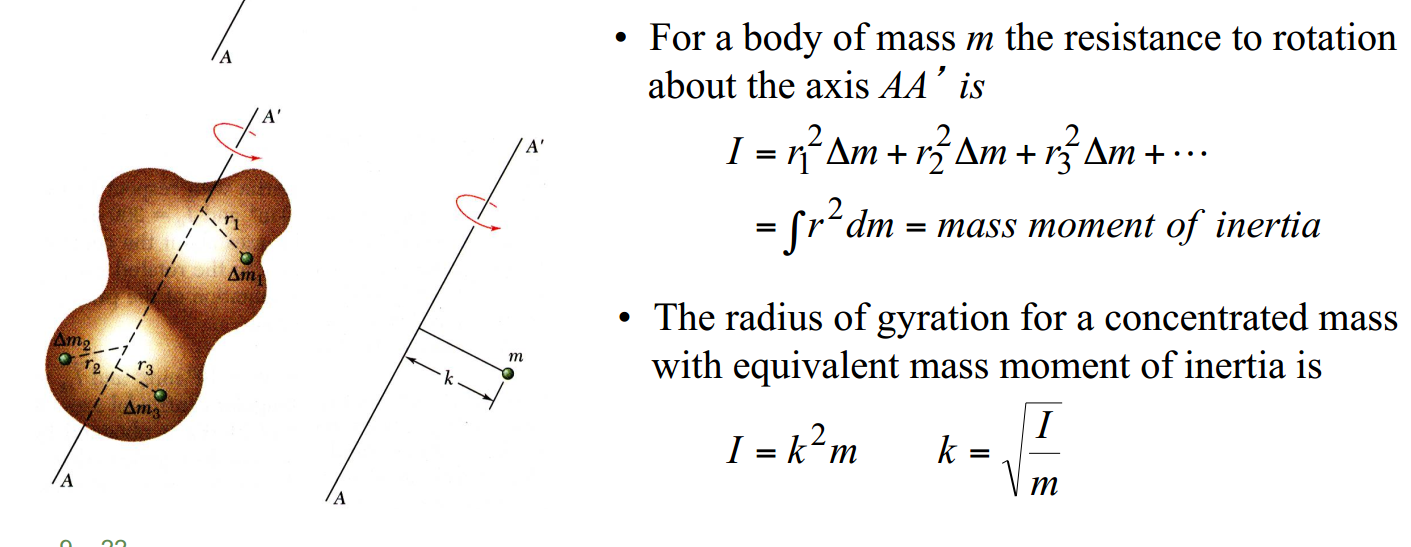 A
A'
r₁
Δm₁
Δm₂
r₂
r₃
Δm₃
A
A'
m
k
A
• For a body of mass m the resistance to rotation
about the axis AA’ is
I = r₁²Δm + r₂²Δm + r₃²Δm + ⋯
= ∫r²dm = mass moment of inertia
• The radius of gyration for a concentrated mass
with equivalent mass moment of inertia is
I = k²m k = √(I/m)